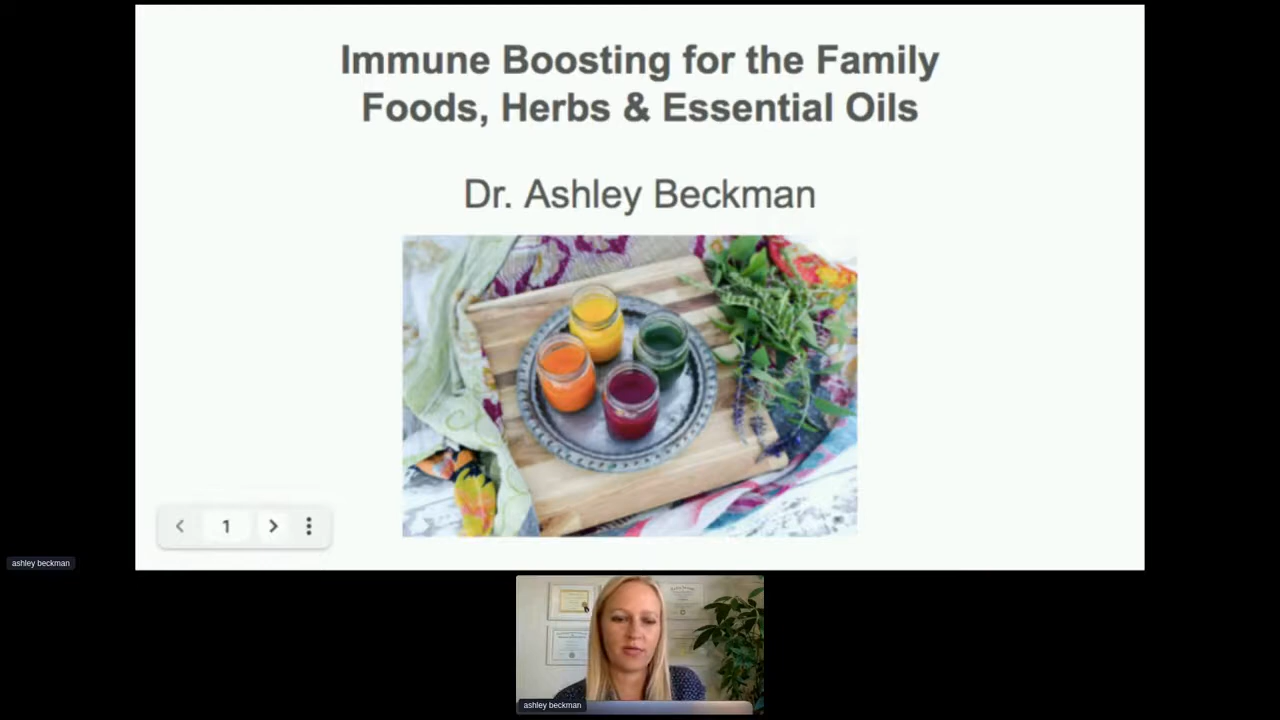 Immune Boosting for the Family
Foods, Herbs & Essential Oils
Dr. Ashley Beckman
1
ashley beckman
ashley beckman